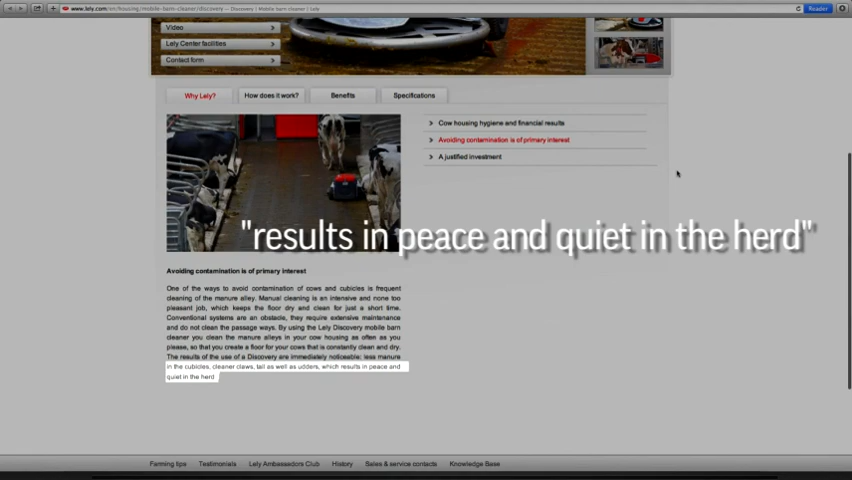 www.lely.com/en/housing/mobile-barn-cleaner/discovery — Discovery | Mobile barn cleaner | lely
Reader
Video
Lely Center facilities
Contact form
Why Lely?
How does it work?
Benefits
Specifications
Cow housing hygiene and financial results
Avoiding contamination is of primary interest
A justified investment
"results in peace and quiet in the herd"
Avoiding contamination is of primary interest
One of the ways to avoid contamination of cows and cubicles is frequent
cleaning of the manure alley. Manual cleaning is an intensive and none too
pleasant job, which keeps the floor dry and clean for just a short time.
Conventional systems are an obstacle, they require extensive maintenance
and do not clean the passage ways. By using the Lely Discovery mobile barn
cleaner you clean the manure alleys in your cow housing as often as you
please, so that you create a floor for your cows that is constantly clean and dry.
The results of the use of a Discovery are immediately noticeable: less manure
in the cubicles, cleaner claws, tail as well as udders, which results in peace and
quiet in the herd
Farming tips
Testimonials
Lely Ambassadors Club
History
Sales & service contacts
Knowledge Base